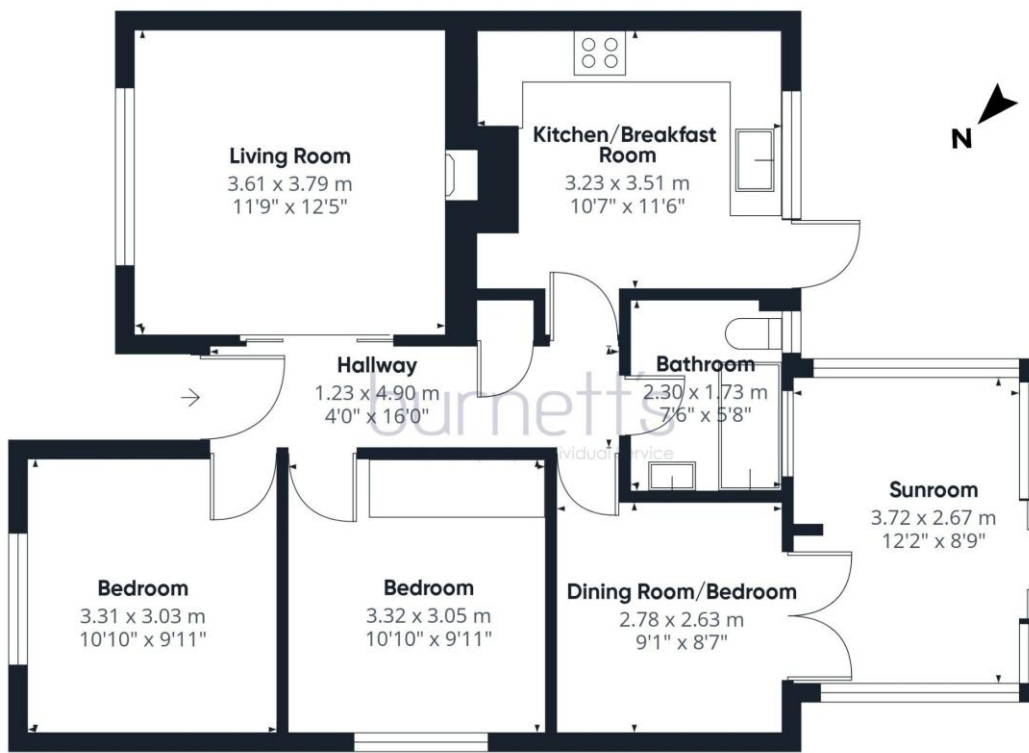 Living Room
3.61 x 3.79 m
11'9" x 12'5"
Kitchen/Breakfast
Room
3.23 x 3.51 m
10'7" x 11'6"
N
Hallway
1.23 x 4.90 m
4'0" x 16'0"
Bathroom
2.30 x 1.73 m
7'6" x 5'8"
burnett's
individual service
Sunroom
3.72 x 2.67 m
12'2" x 8'9"
Bedroom
3.31 x 3.03 m
10'10" x 9'11"
Bedroom
3.32 x 3.05 m
10'10" x 9'11"
Dining Room/Bedroom
2.78 x 2.63 m
9'1" x 8'7"